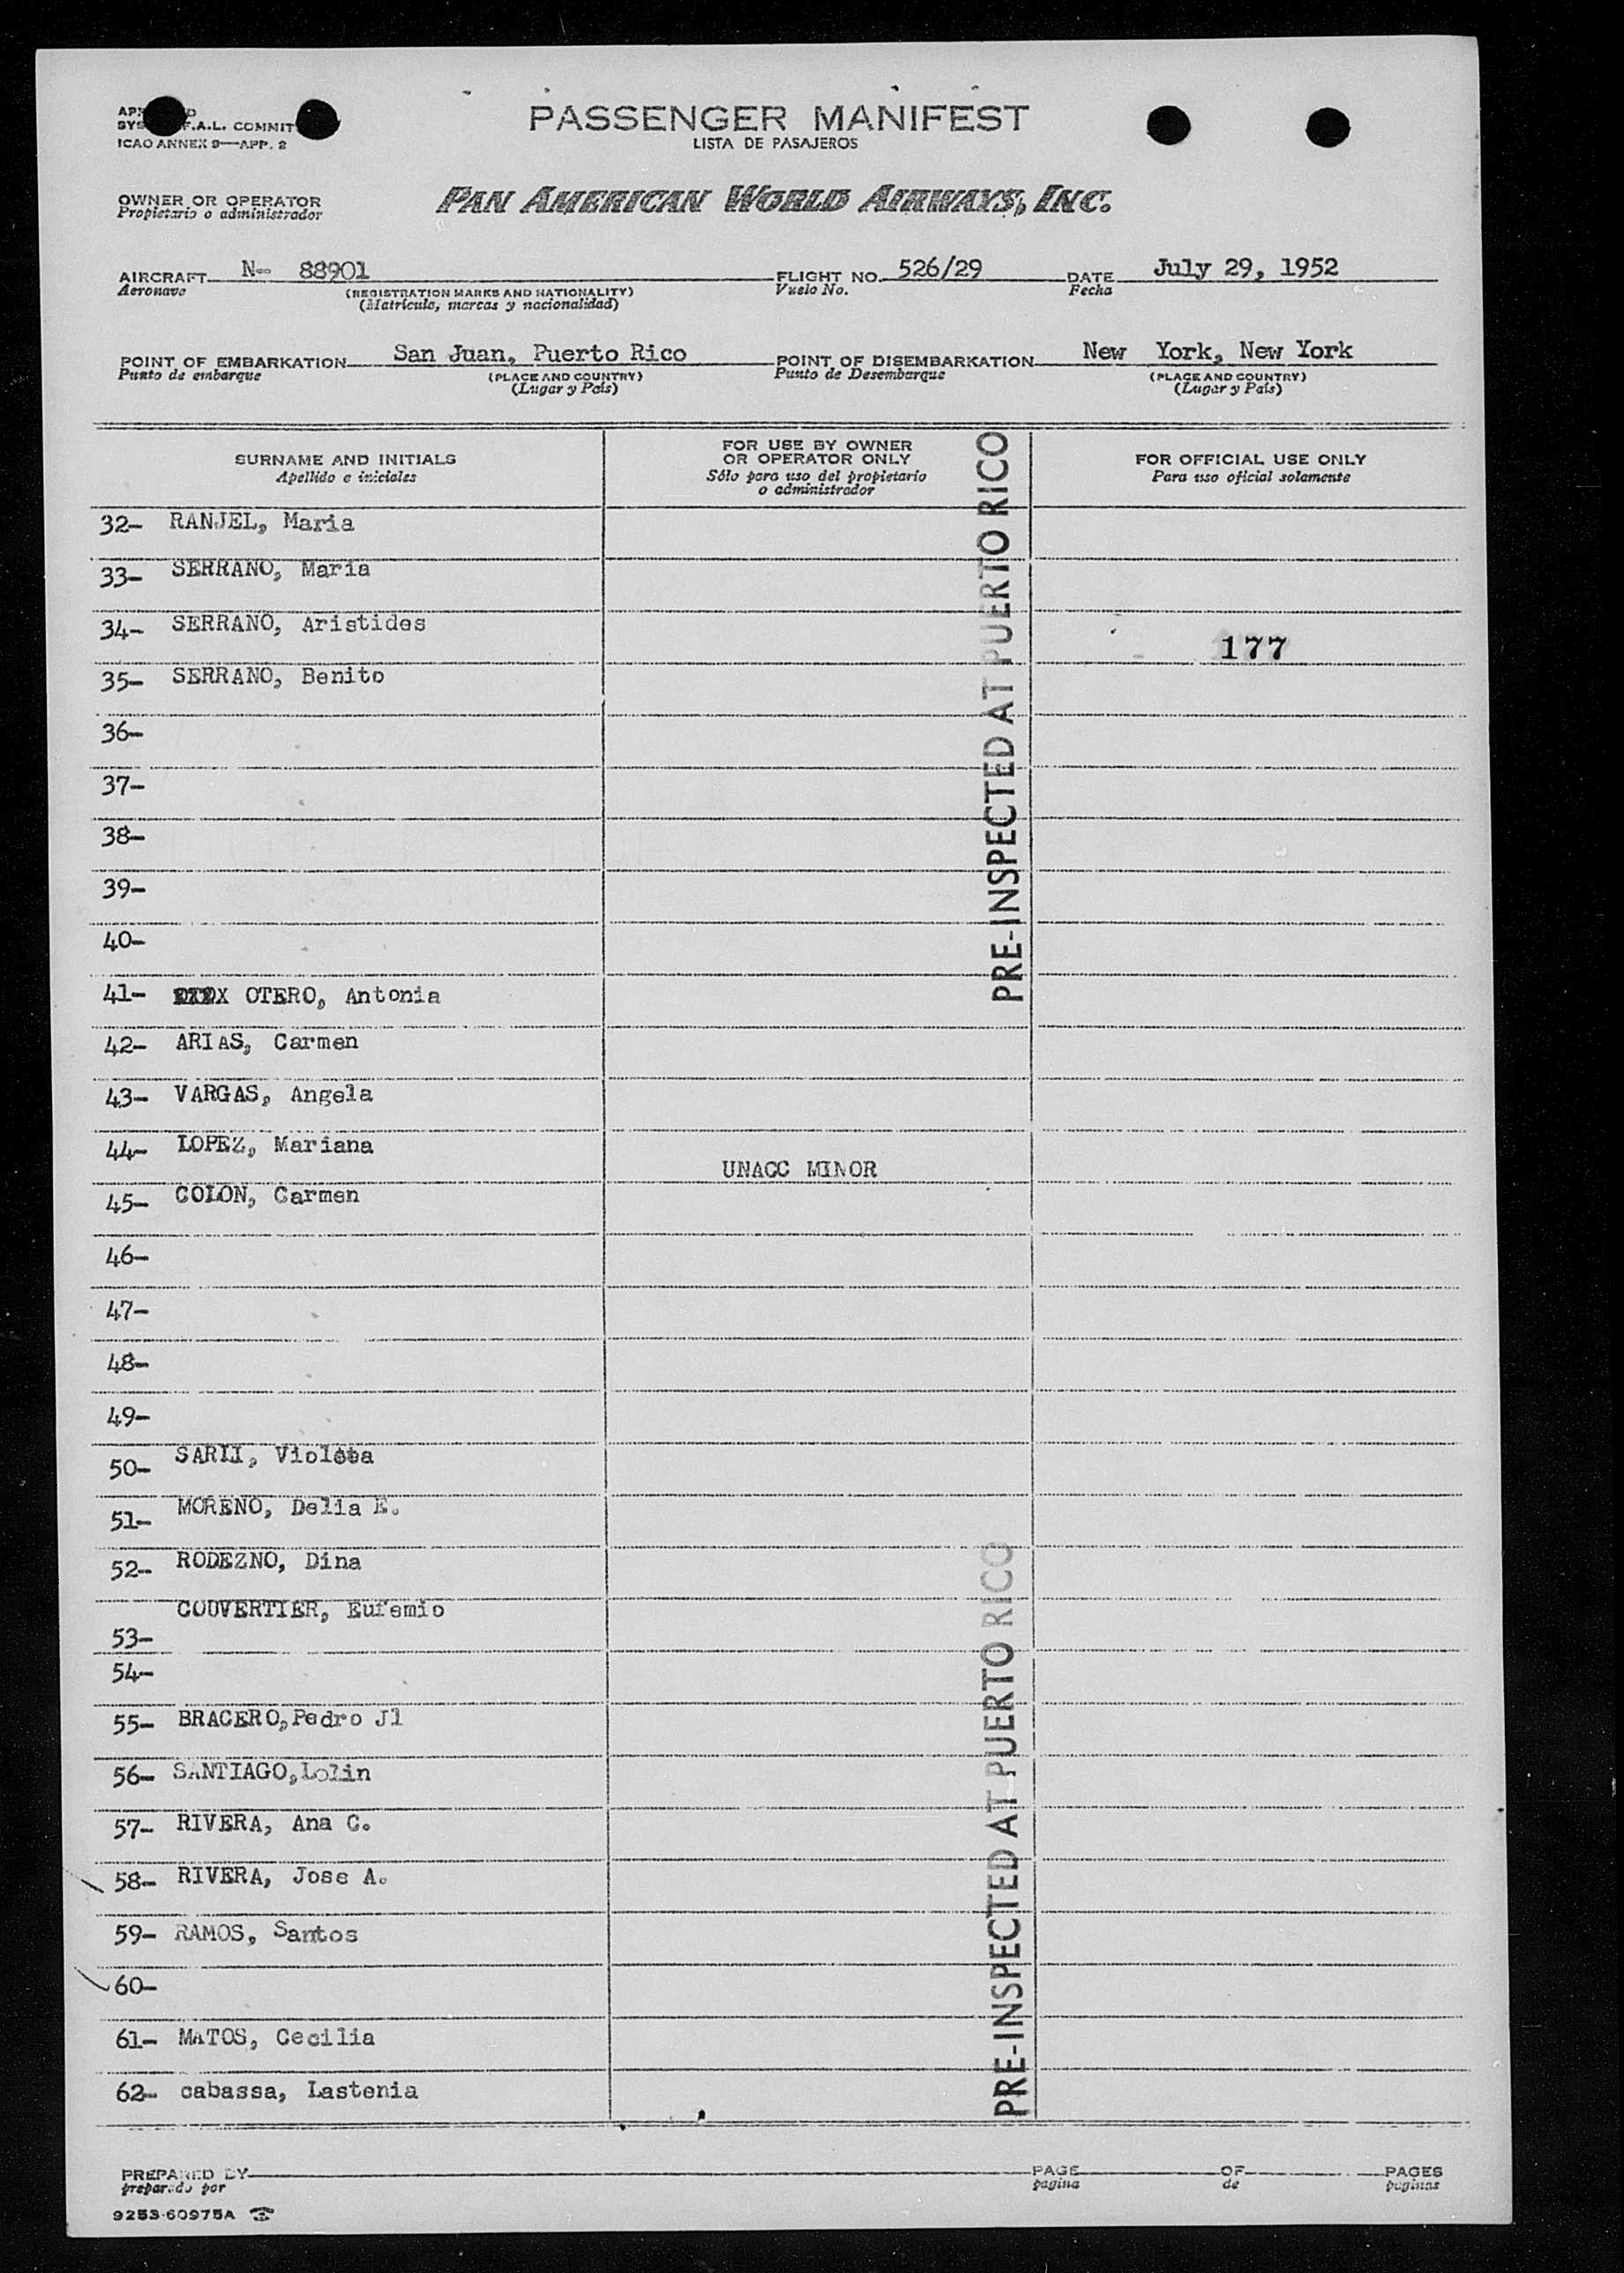 PASSENGER MANIFEST
LISTA DE PASAJEROS
F.A.L. COMMIT
ICAO ANNEX 9—APP. 2
OWNER OR OPERATOR
Propietario o administrador
PAN AMERICAN WORLD AIRWAYS, INC.
AIRCRAFT N- 88901 FLIGHT NO. 526/29 DATE July 29, 1952
Aeronave (REGISTRATION MARKS AND NATIONALITY) Vuelo No. Fecha
(Matrícula, marcas y nacionalidad)
POINT OF EMBARKATION San Juan, Puerto Rico POINT OF DISEMBARKATION New York, New York
Punto de embarque (PLACE AND COUNTRY) Punto de Desembarque (PLACE AND COUNTRY)
(Lugar y País) (Lugar y País)
SURNAME AND INITIALS
Apellido e iniciales
FOR USE BY OWNER
OR OPERATOR ONLY
Sólo para uso del propietario
o administrador
FOR OFFICIAL USE ONLY
Para uso oficial solamente
PRE-INSPECTED AT PUERTO RICO
32- RANJEL, Maria
33- SERRANO, Maria
34- SERRANO, Aristides
177
35- SERRANO, Benito
36-
37-
38-
39-
40-
41- OTERO, Antonia
42- ARIAS, Carmen
43- VARGAS, Angela
44- LOPEZ, Mariana
UNACC MINOR
45- COLON, Carmen
46-
47-
48-
49-
50- Violeta
51- MORENO, Delia E.
52- RODEZNO, Dina
COUVERTIER, Eufemio
53-
54-
55- BRACERO,Pedro Jl
56- SANTIAGO,Lolin
57- RIVERA, Ana C.
58- RIVERA, Jose A.
59- RAMOS, Santos
60-
61- MATOS, Cecilia
62- cabassa, Lastenia
PRE-INSPECTED AT PUERTO RICO
PREPARED BY PAGE OF PAGES
preparado por pagina de paginas
9253-60975A